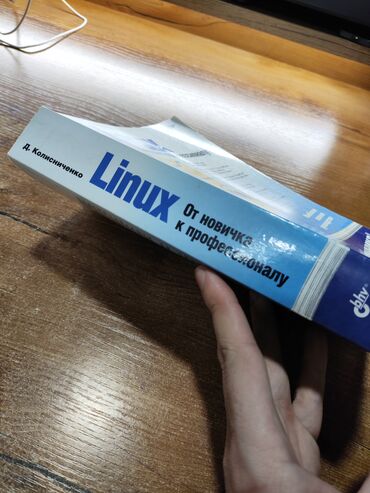 Д. Колисниченко
Linux
От новичка
к профессионалу
bhv